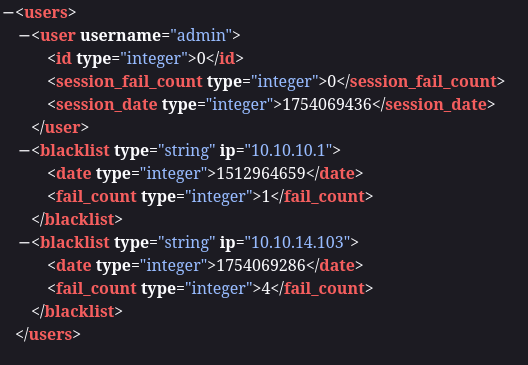 −<users>
−<user username="admin">
<id type="integer">0</id>
<session_fail_count type="integer">0</session_fail_count>
<session_date type="integer">1754069436</session_date>
</user>
−<blacklist type="string" ip="10.10.10.1">
<date type="integer">1512964659</date>
<fail_count type="integer">1</fail_count>
</blacklist>
−<blacklist type="string" ip="10.10.14.103">
<date type="integer">1754069286</date>
<fail_count type="integer">4</fail_count>
</blacklist>
</users>